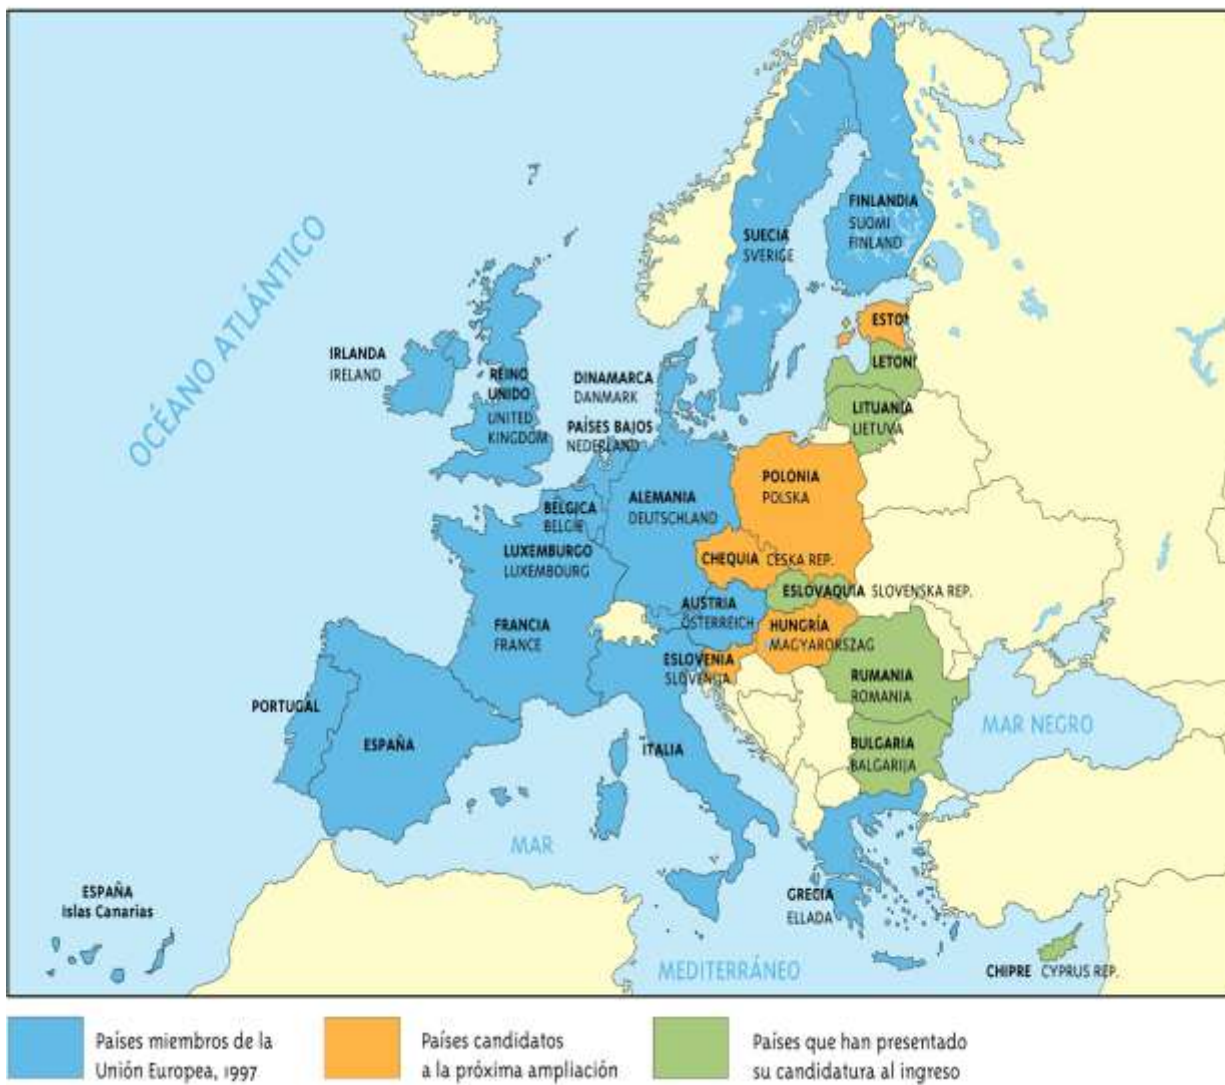 OCÉANO ATLÁNTICO
FINLANDIA
SUOMI
FINLAND
SUECIA
SVERIGE
ESTON
LETONI
LITUANIA
LIETUVA
IRLANDA
IRELAND
REINO
UNIDO
UNITED
KINGDOM
DINAMARCA
DANMARK
PAÍSES BAJOS
NEDERLAND
POLONIA
POLSKA
ALEMANIA
DEUTSCHLAND
BÉLGICA
BELGIE
LUXEMBURGO
LUXEMBOURG
CHEQUIA CESKA REP.
ESLOVAQUIA SLOVENSKA REP.
AUSTRIA
ÖSTERREICH
HUNGRÍA
MAGYARORSZAG
FRANCIA
FRANCE
ESLOVENIA
SLOVENIJA
RUMANIA
ROMANIA
PORTUGAL
ESPAÑA
ITALIA
BULGARIA
BALGARIJA
MAR NEGRO
MAR
MEDITERRÁNEO
GRECIA
ELLADA
CHIPRE CYPRUS REP.
ESPAÑA
Islas Canarias
Países miembros de la
Unión Europea, 1997
Países candidatos
a la próxima ampliación
Países que han presentado
su candidatura al ingreso